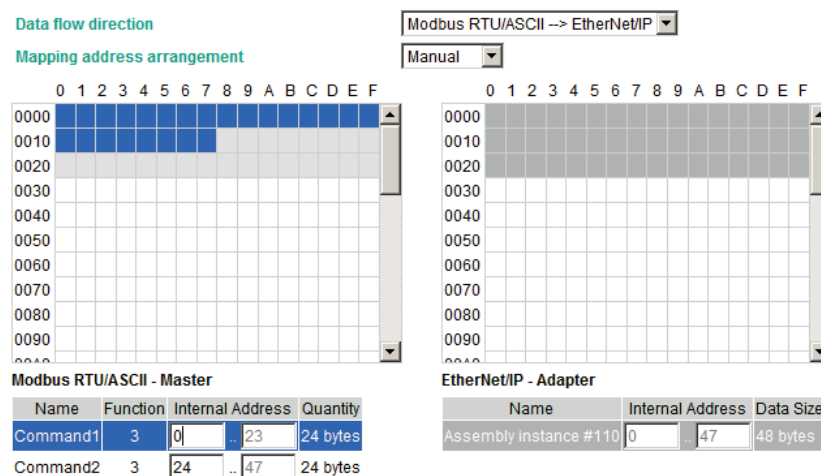 Data flow direction Modbus RTU/ASCII --> EtherNet/IP
Mapping address arrangement Manual
0 1 2 3 4 5 6 7 8 9 A B C D E F 0 1 2 3 4 5 6 7 8 9 A B C D E F
0000 0000
0010 0010
0020 0020
0030 0030
0040 0040
0050 0050
0060 0060
0070 0070
0080 0080
0090 0090
00A0 00A0
Modbus RTU/ASCII - Master EtherNet/IP - Adapter
Name Function Internal Address Quantity Name Internal Address Data Size
Command1 3 0 .. 23 24 bytes Assembly instance #110 0 .. 47 48 bytes
Command2 3 24 .. 47 24 bytes